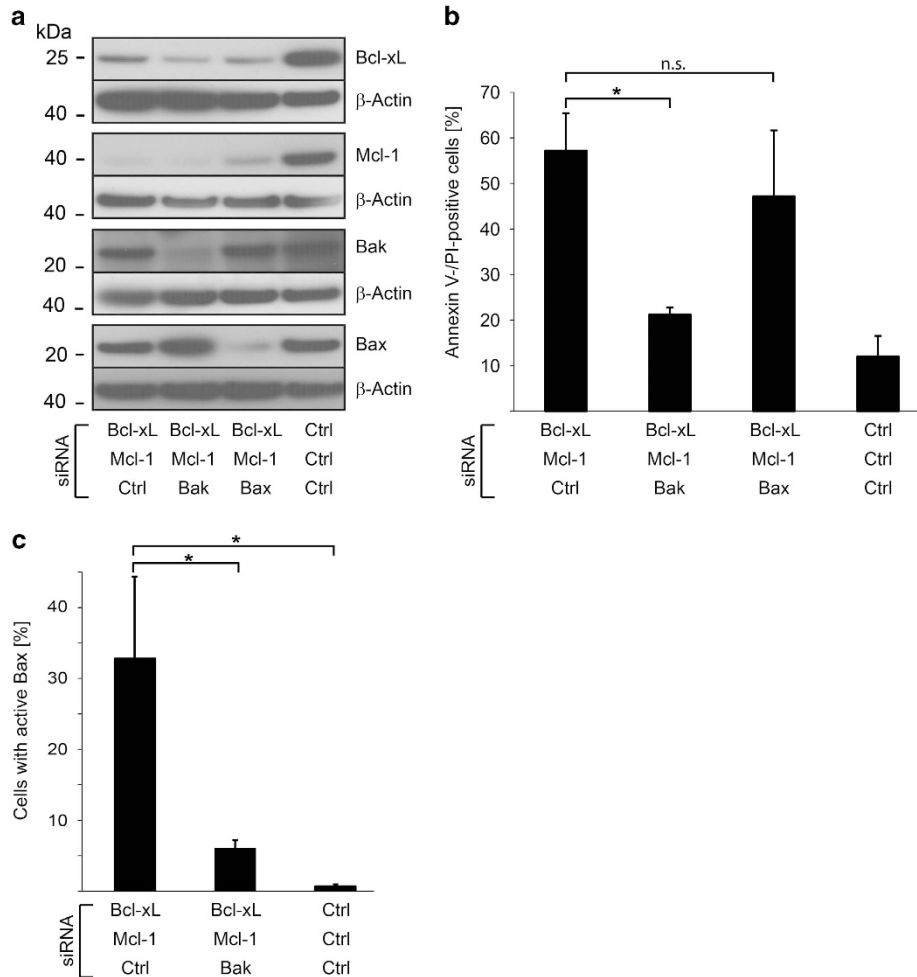 a
kDa
25
Bcl-xL
40
β-Actin
40
Mcl-1
40
β-Actin
20
Bak
40
β-Actin
20
Bax
40
β-Actin
siRNA
Bcl-xL Bcl-xL Bcl-xL Ctrl
Mcl-1 Mcl-1 Mcl-1 Ctrl
Ctrl Bak Bax Ctrl
b
n.s.
*
Annexin V-/PI-positive cells [%]
70
60
50
40
30
20
10
siRNA
Bcl-xL Bcl-xL Bcl-xL Ctrl
Mcl-1 Mcl-1 Mcl-1 Ctrl
Ctrl Bak Bax Ctrl
c
*
*
Cells with active Bax [%]
40
30
20
10
siRNA
Bcl-xL Bcl-xL Ctrl
Mcl-1 Mcl-1 Ctrl
Ctrl Bak Ctrl